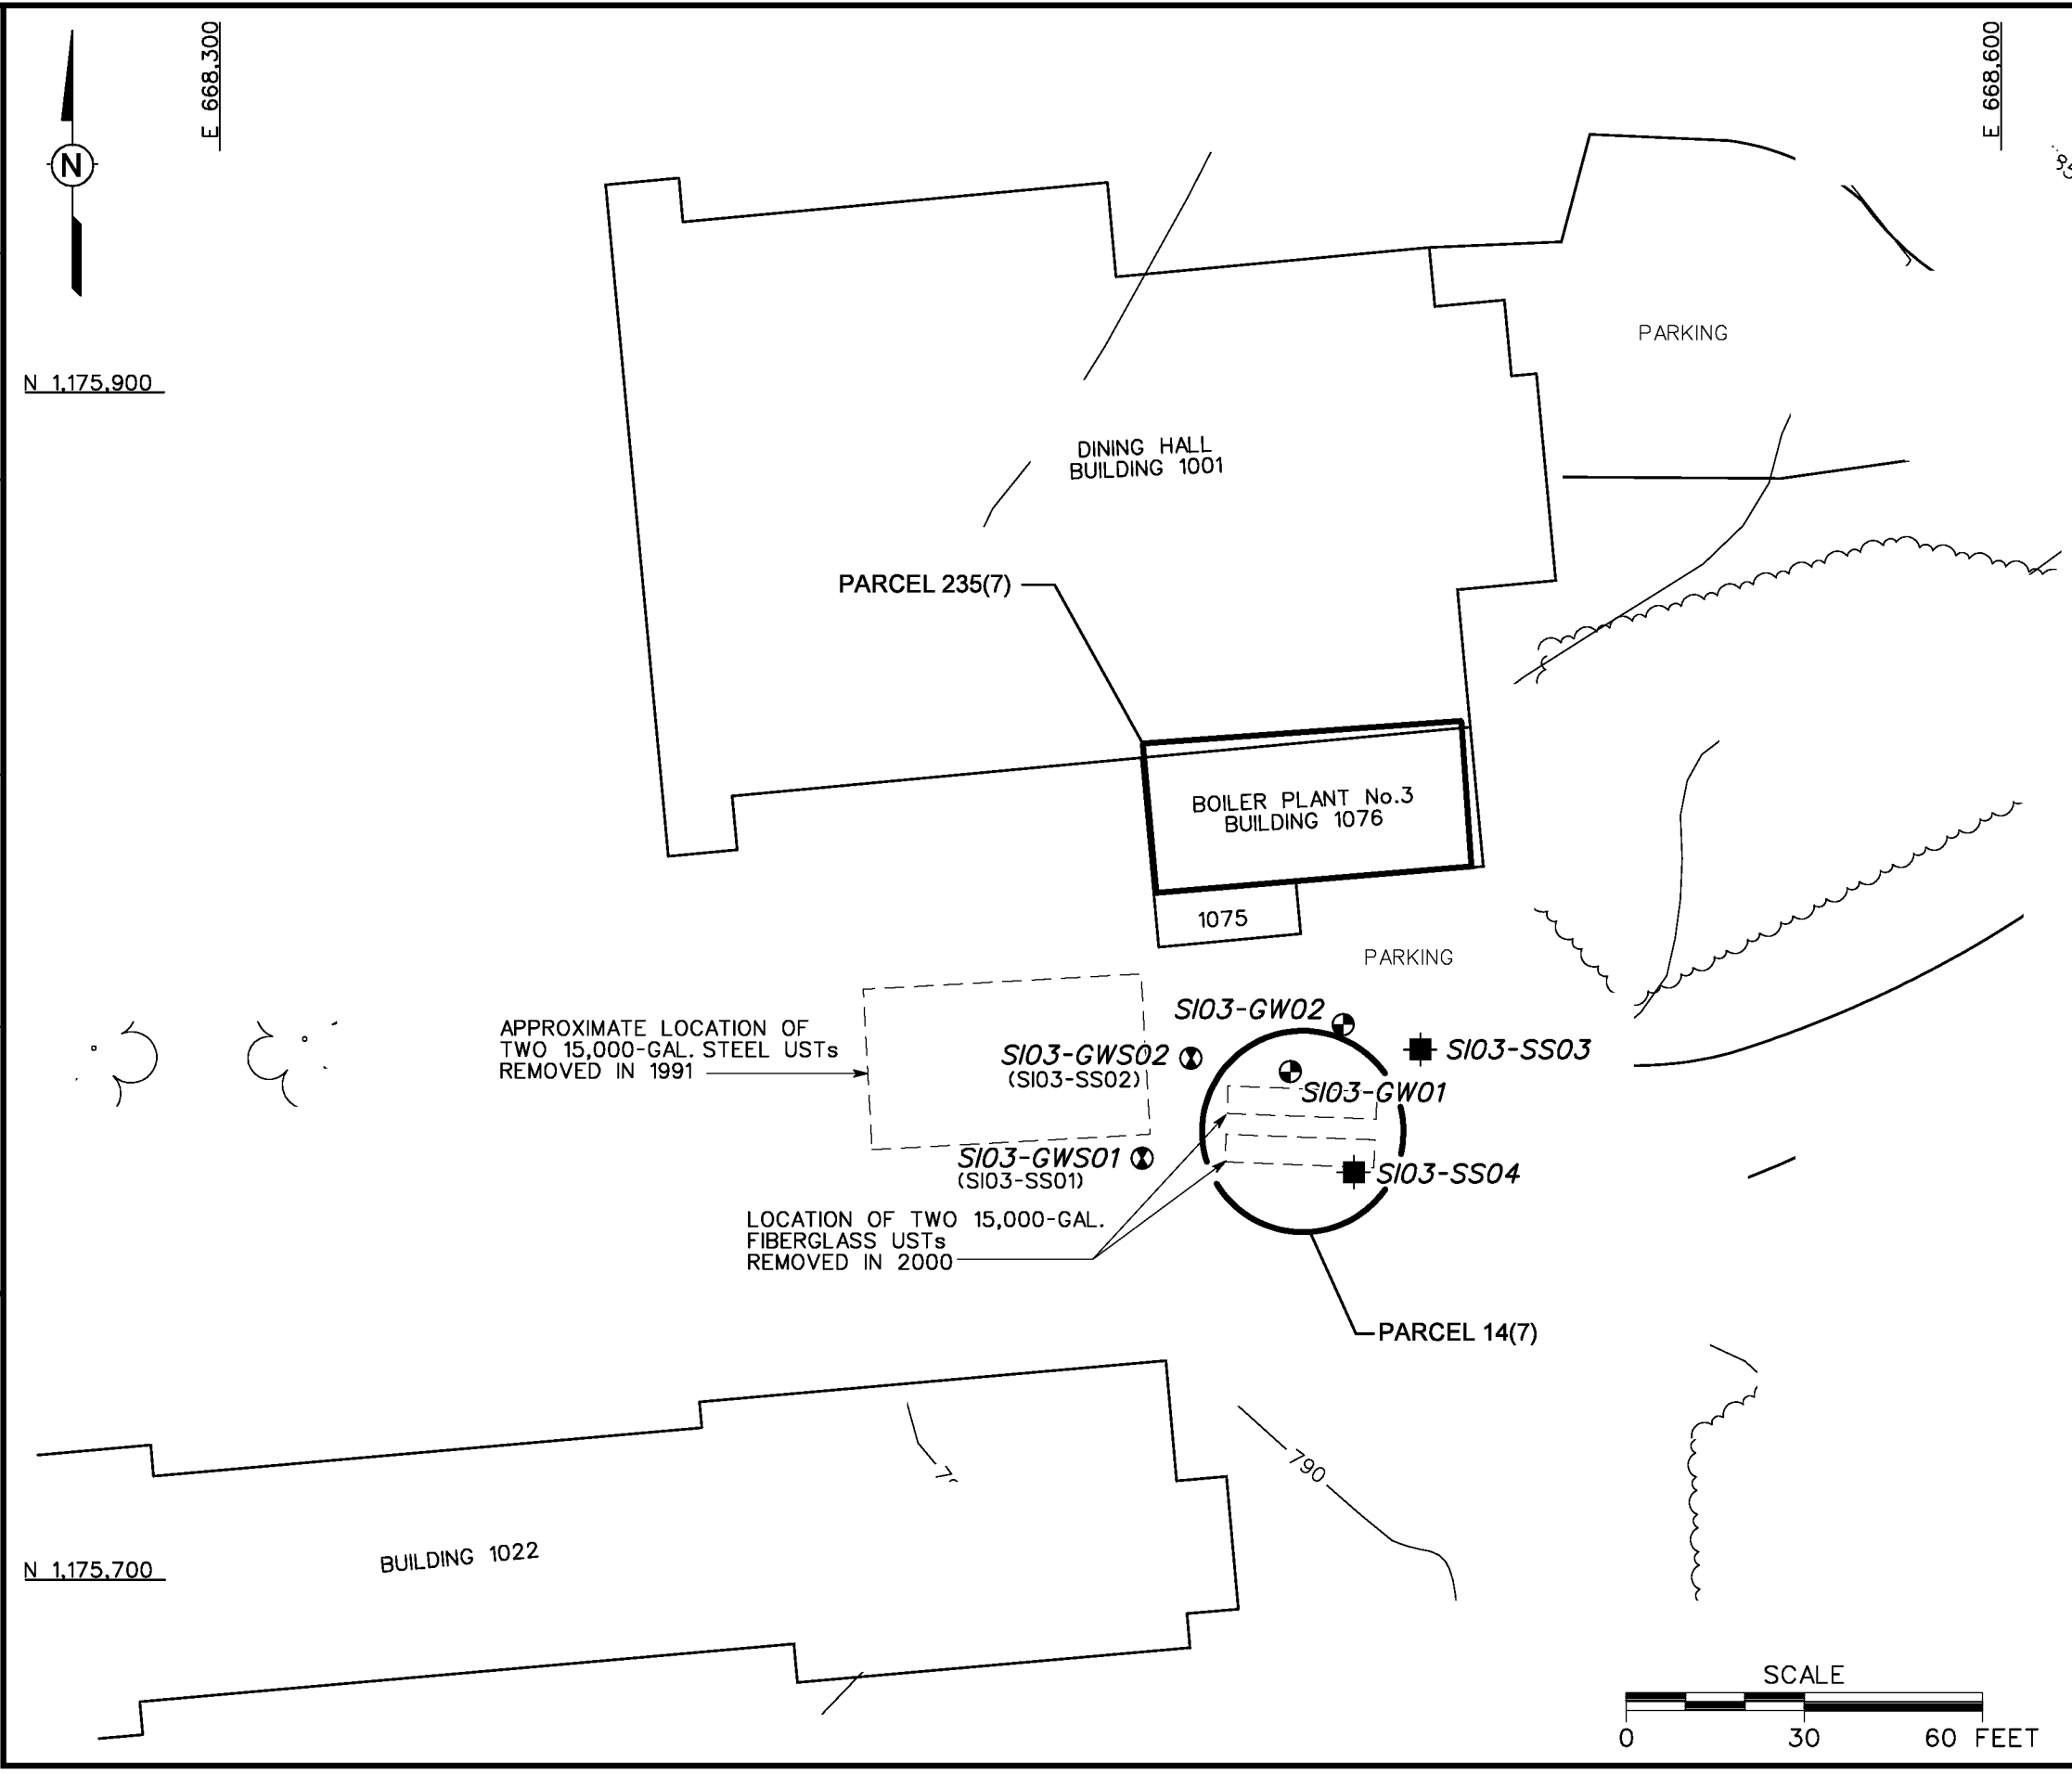 E 668,300
E 668,600
N
N 1,175,900
PARKING
DINING HALL
BUILDING 1001
PARCEL 235(7)
BOILER PLANT No.3
BUILDING 1076
1075
PARKING
SI03-GW02
APPROXIMATE LOCATION OF
TWO 15,000-GAL. STEEL USTs
REMOVED IN 1991
SI03-GWS02
(SI03-SS02)
SI03-SS03
SI03-GW01
SI03-GWS01
(SI03-SS01)
SI03-SS04
LOCATION OF TWO 15,000-GAL.
FIBERGLASS USTs
REMOVED IN 2000
PARCEL 14(7)
790
BUILDING 1022
N 1,175,700
SCALE
0 30 60 FEET